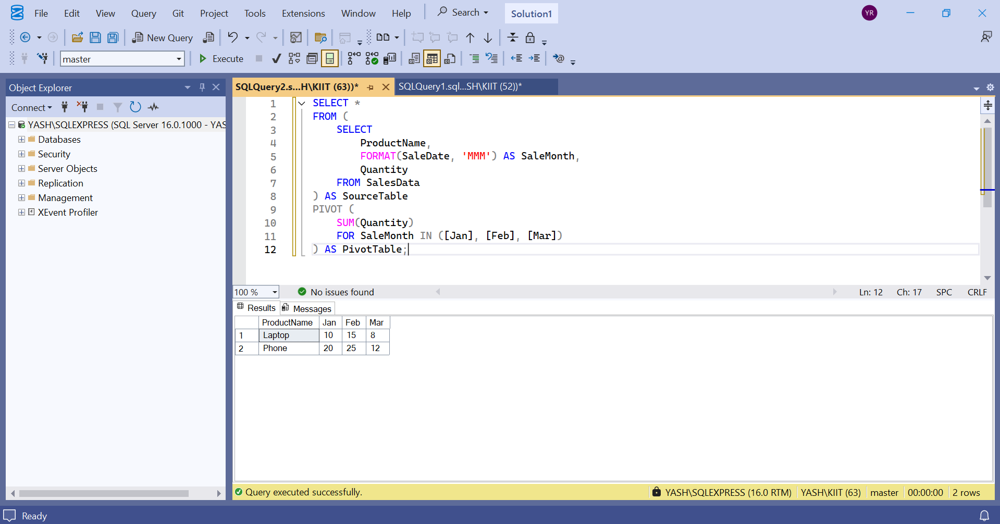 File Edit View Query Git Project Tools Extensions Window Help Search Solution1 YR
New Query
master Execute
Object Explorer
Connect
YASH\SQLEXPRESS (SQL Server 16.0.1000 - YAS
Databases
Security
Server Objects
Replication
Management
XEvent Profiler
SQLQuery2.s...H\KIIT (63))* SQLQuery1.sql...SH\KIIT (52))*
1 SELECT *
2 FROM (
3 SELECT
4 ProductName,
5 FORMAT(SaleDate, 'MMM') AS SaleMonth,
6 Quantity
7 FROM SalesData
8 ) AS SourceTable
9 PIVOT (
10 SUM(Quantity)
11 FOR SaleMonth IN ([Jan], [Feb], [Mar])
12 ) AS PivotTable;
100 % No issues found Ln: 12 Ch: 17 SPC CRLF
Results Messages
ProductName Jan Feb Mar
1 Laptop 10 15 8
2 Phone 20 25 12
Query executed successfully. YASH\SQLEXPRESS (16.0 RTM) YASH\KIIT (63) master 00:00:00 2 rows
Ready